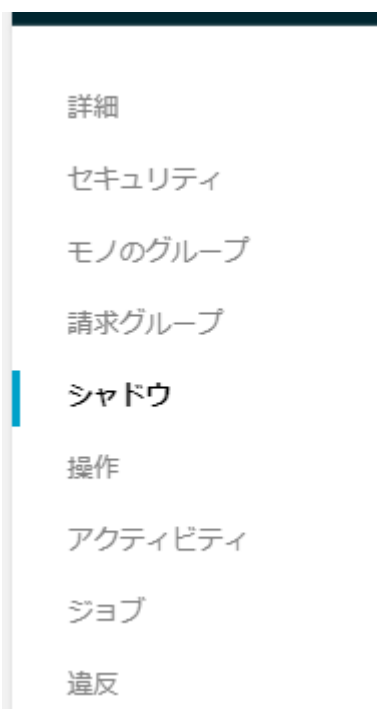 詳細
セキュリティ
モノのグループ
請求グループ
シャドウ
操作
アクティビティ
ジョブ
違反